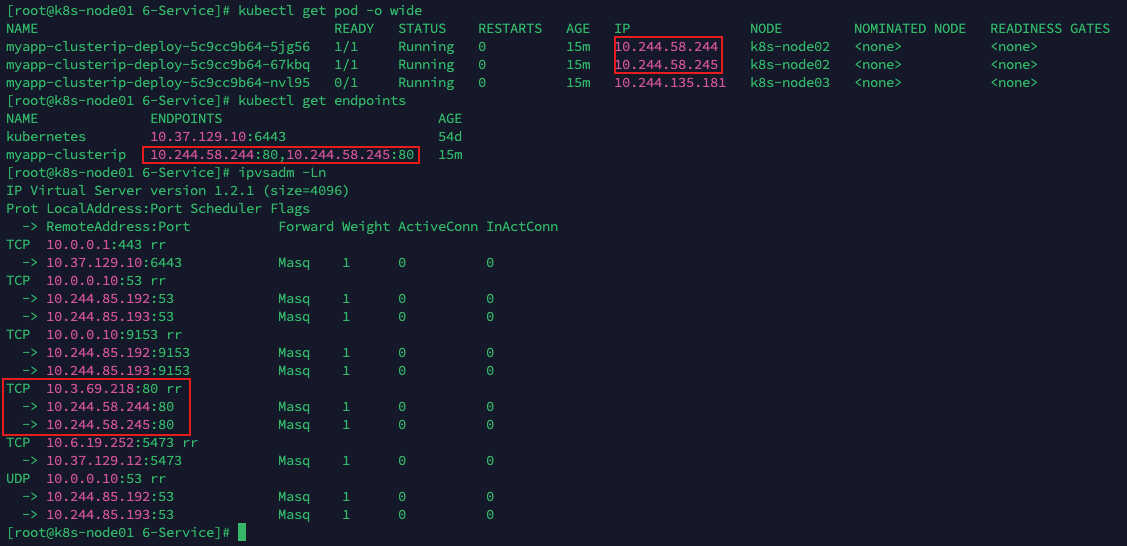 [root@k8s-node01 6-Service]# kubectl get pod -o wide
NAME READY STATUS RESTARTS AGE IP NODE NOMINATED NODE READINESS GATES
myapp-clusterip-deploy-5c9cc9b64-5jg56 1/1 Running 0 15m 10.244.58.244 k8s-node02 <none> <none>
myapp-clusterip-deploy-5c9cc9b64-67kbq 1/1 Running 0 15m 10.244.58.245 k8s-node02 <none> <none>
myapp-clusterip-deploy-5c9cc9b64-nvl95 0/1 Running 0 15m 10.244.135.181 k8s-node03 <none> <none>
[root@k8s-node01 6-Service]# kubectl get endpoints
NAME ENDPOINTS AGE
kubernetes 10.37.129.10:6443 54d
myapp-clusterip 10.244.58.244:80,10.244.58.245:80 15m
[root@k8s-node01 6-Service]# ipvsadm -Ln
IP Virtual Server version 1.2.1 (size=4096)
Prot LocalAddress:Port Scheduler Flags
-> RemoteAddress:Port Forward Weight ActiveConn InActConn
TCP 10.0.0.1:443 rr
-> 10.37.129.10:6443 Masq 1 0 0
TCP 10.0.0.10:53 rr
-> 10.244.85.192:53 Masq 1 0 0
-> 10.244.85.193:53 Masq 1 0 0
TCP 10.0.0.10:9153 rr
-> 10.244.85.192:9153 Masq 1 0 0
-> 10.244.85.193:9153 Masq 1 0 0
TCP 10.3.69.218:80 rr
-> 10.244.58.244:80 Masq 1 0 0
-> 10.244.58.245:80 Masq 1 0 0
TCP 10.6.19.252:5473 rr
-> 10.37.129.12:5473 Masq 1 0 0
UDP 10.0.0.10:53 rr
-> 10.244.85.192:53 Masq 1 0 0
-> 10.244.85.193:53 Masq 1 0 0
[root@k8s-node01 6-Service]#